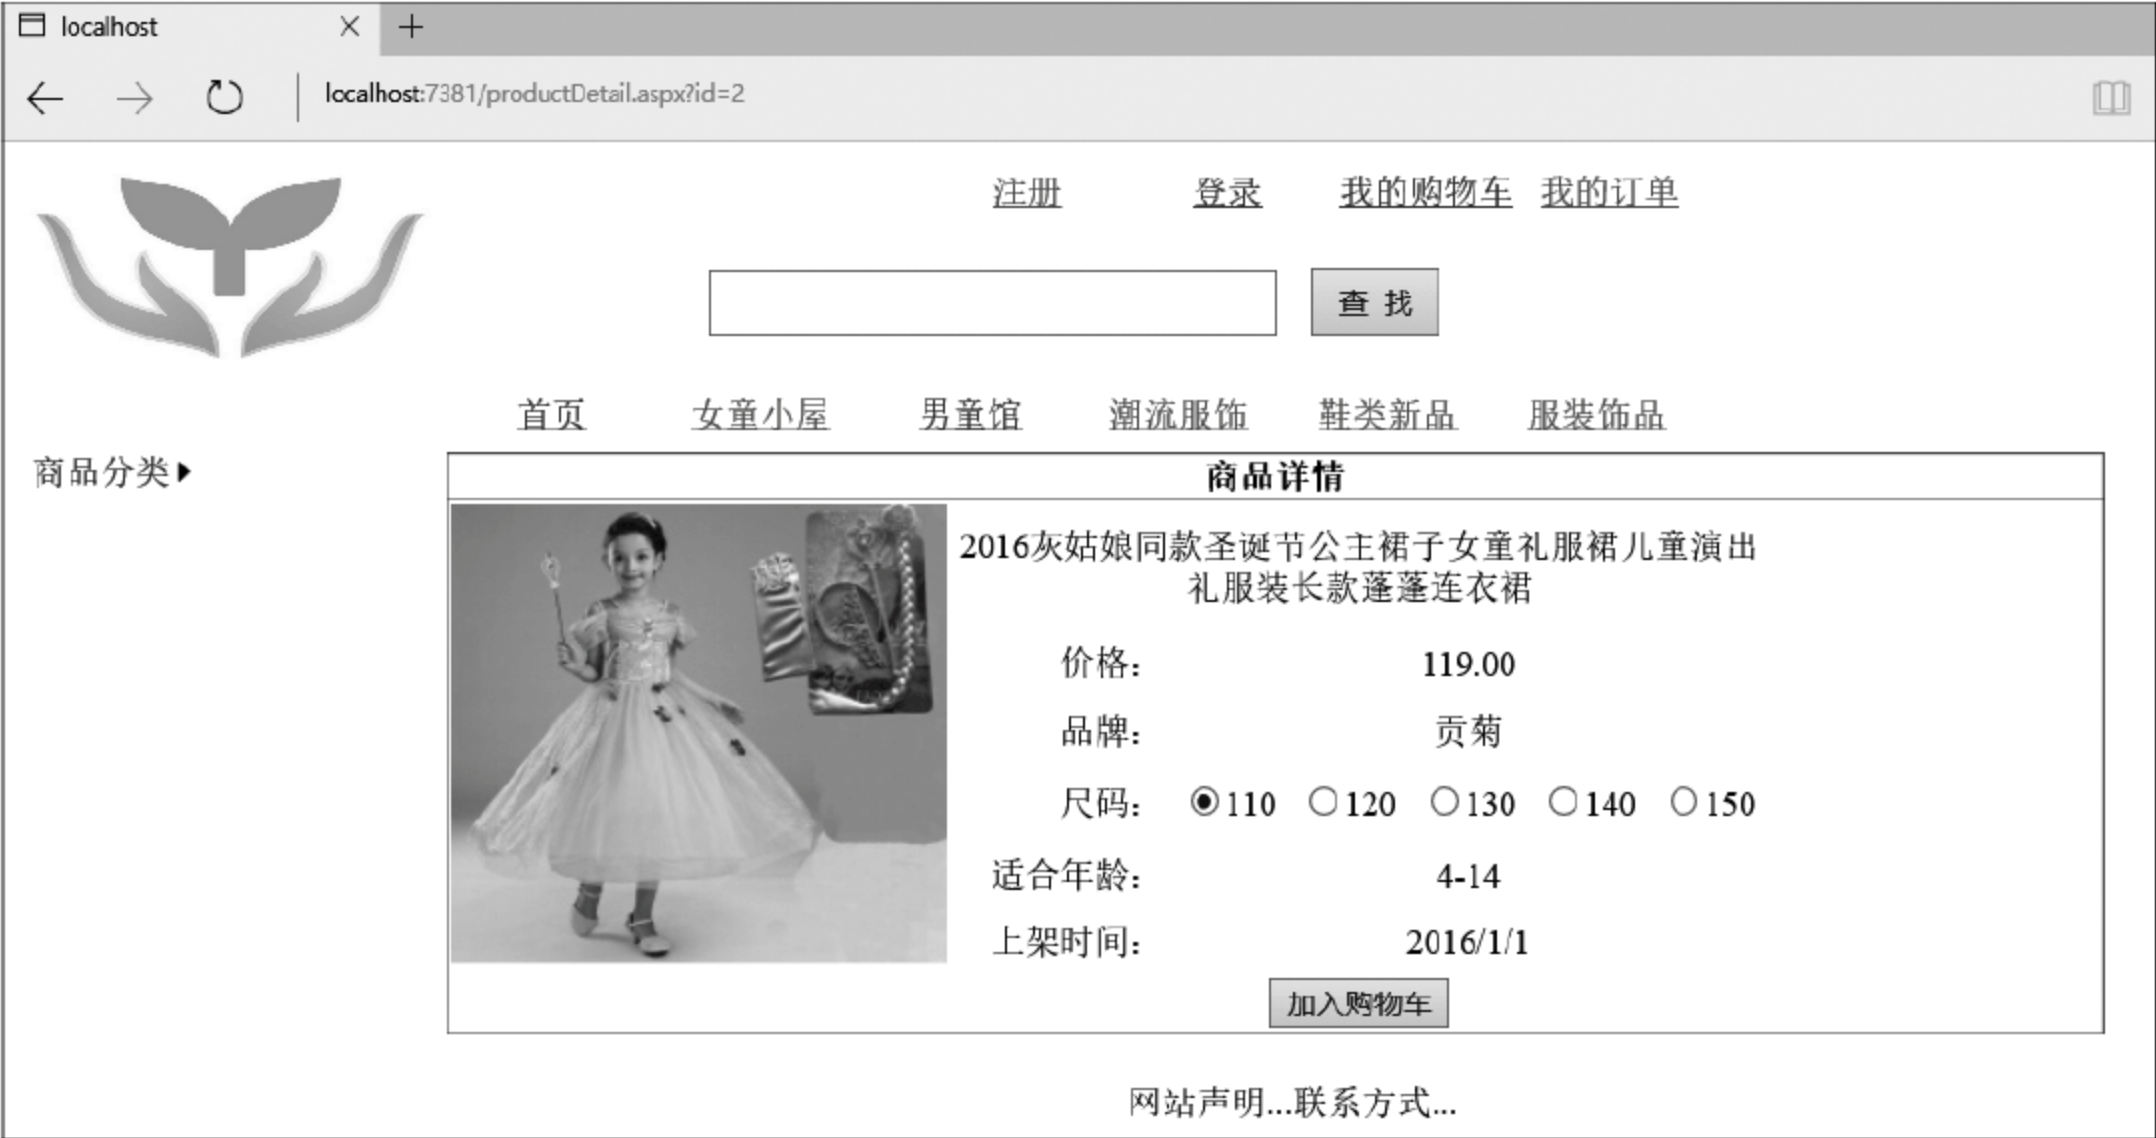 localhost
localhost:7381/productDetail.aspx?id=2
注册 登录 我的购物车 我的订单
查 找
首页 女童小屋 男童馆 潮流服饰 鞋类新品 服装饰品
商品分类
商品详情
2016灰姑娘同款圣诞节公主裙子女童礼服裙儿童演出
礼服装长款蓬蓬连衣裙
价格: 119.00
品牌: 贡菊
尺码: 110 120 130 140 150
适合年龄: 4-14
上架时间: 2016/1/1
加入购物车
网站声明...联系方式...